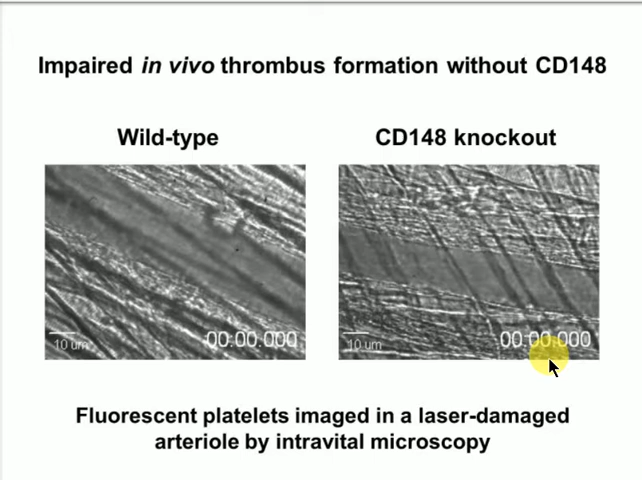 Impaired in vivo thrombus formation without CD148
Wild-type
CD148 knockout
10 um
00:00.000
10 um
00:00.000
Fluorescent platelets imaged in a laser-damaged
arteriole by intravital microscopy